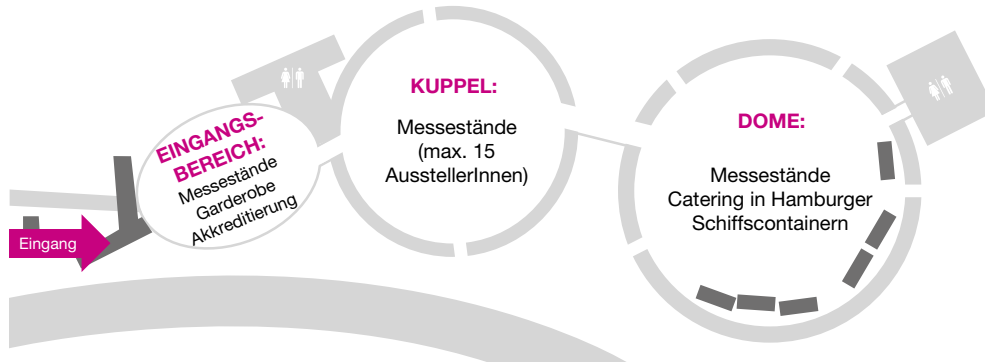 EINGANGS-
BEREICH:
Messestände
Garderobe
Akkreditierung
Eingang
KUPPEL:
Messestände
(max. 15
AusstellerInnen)
DOME:
Messestände
Catering in Hamburger
Schiffscontainern